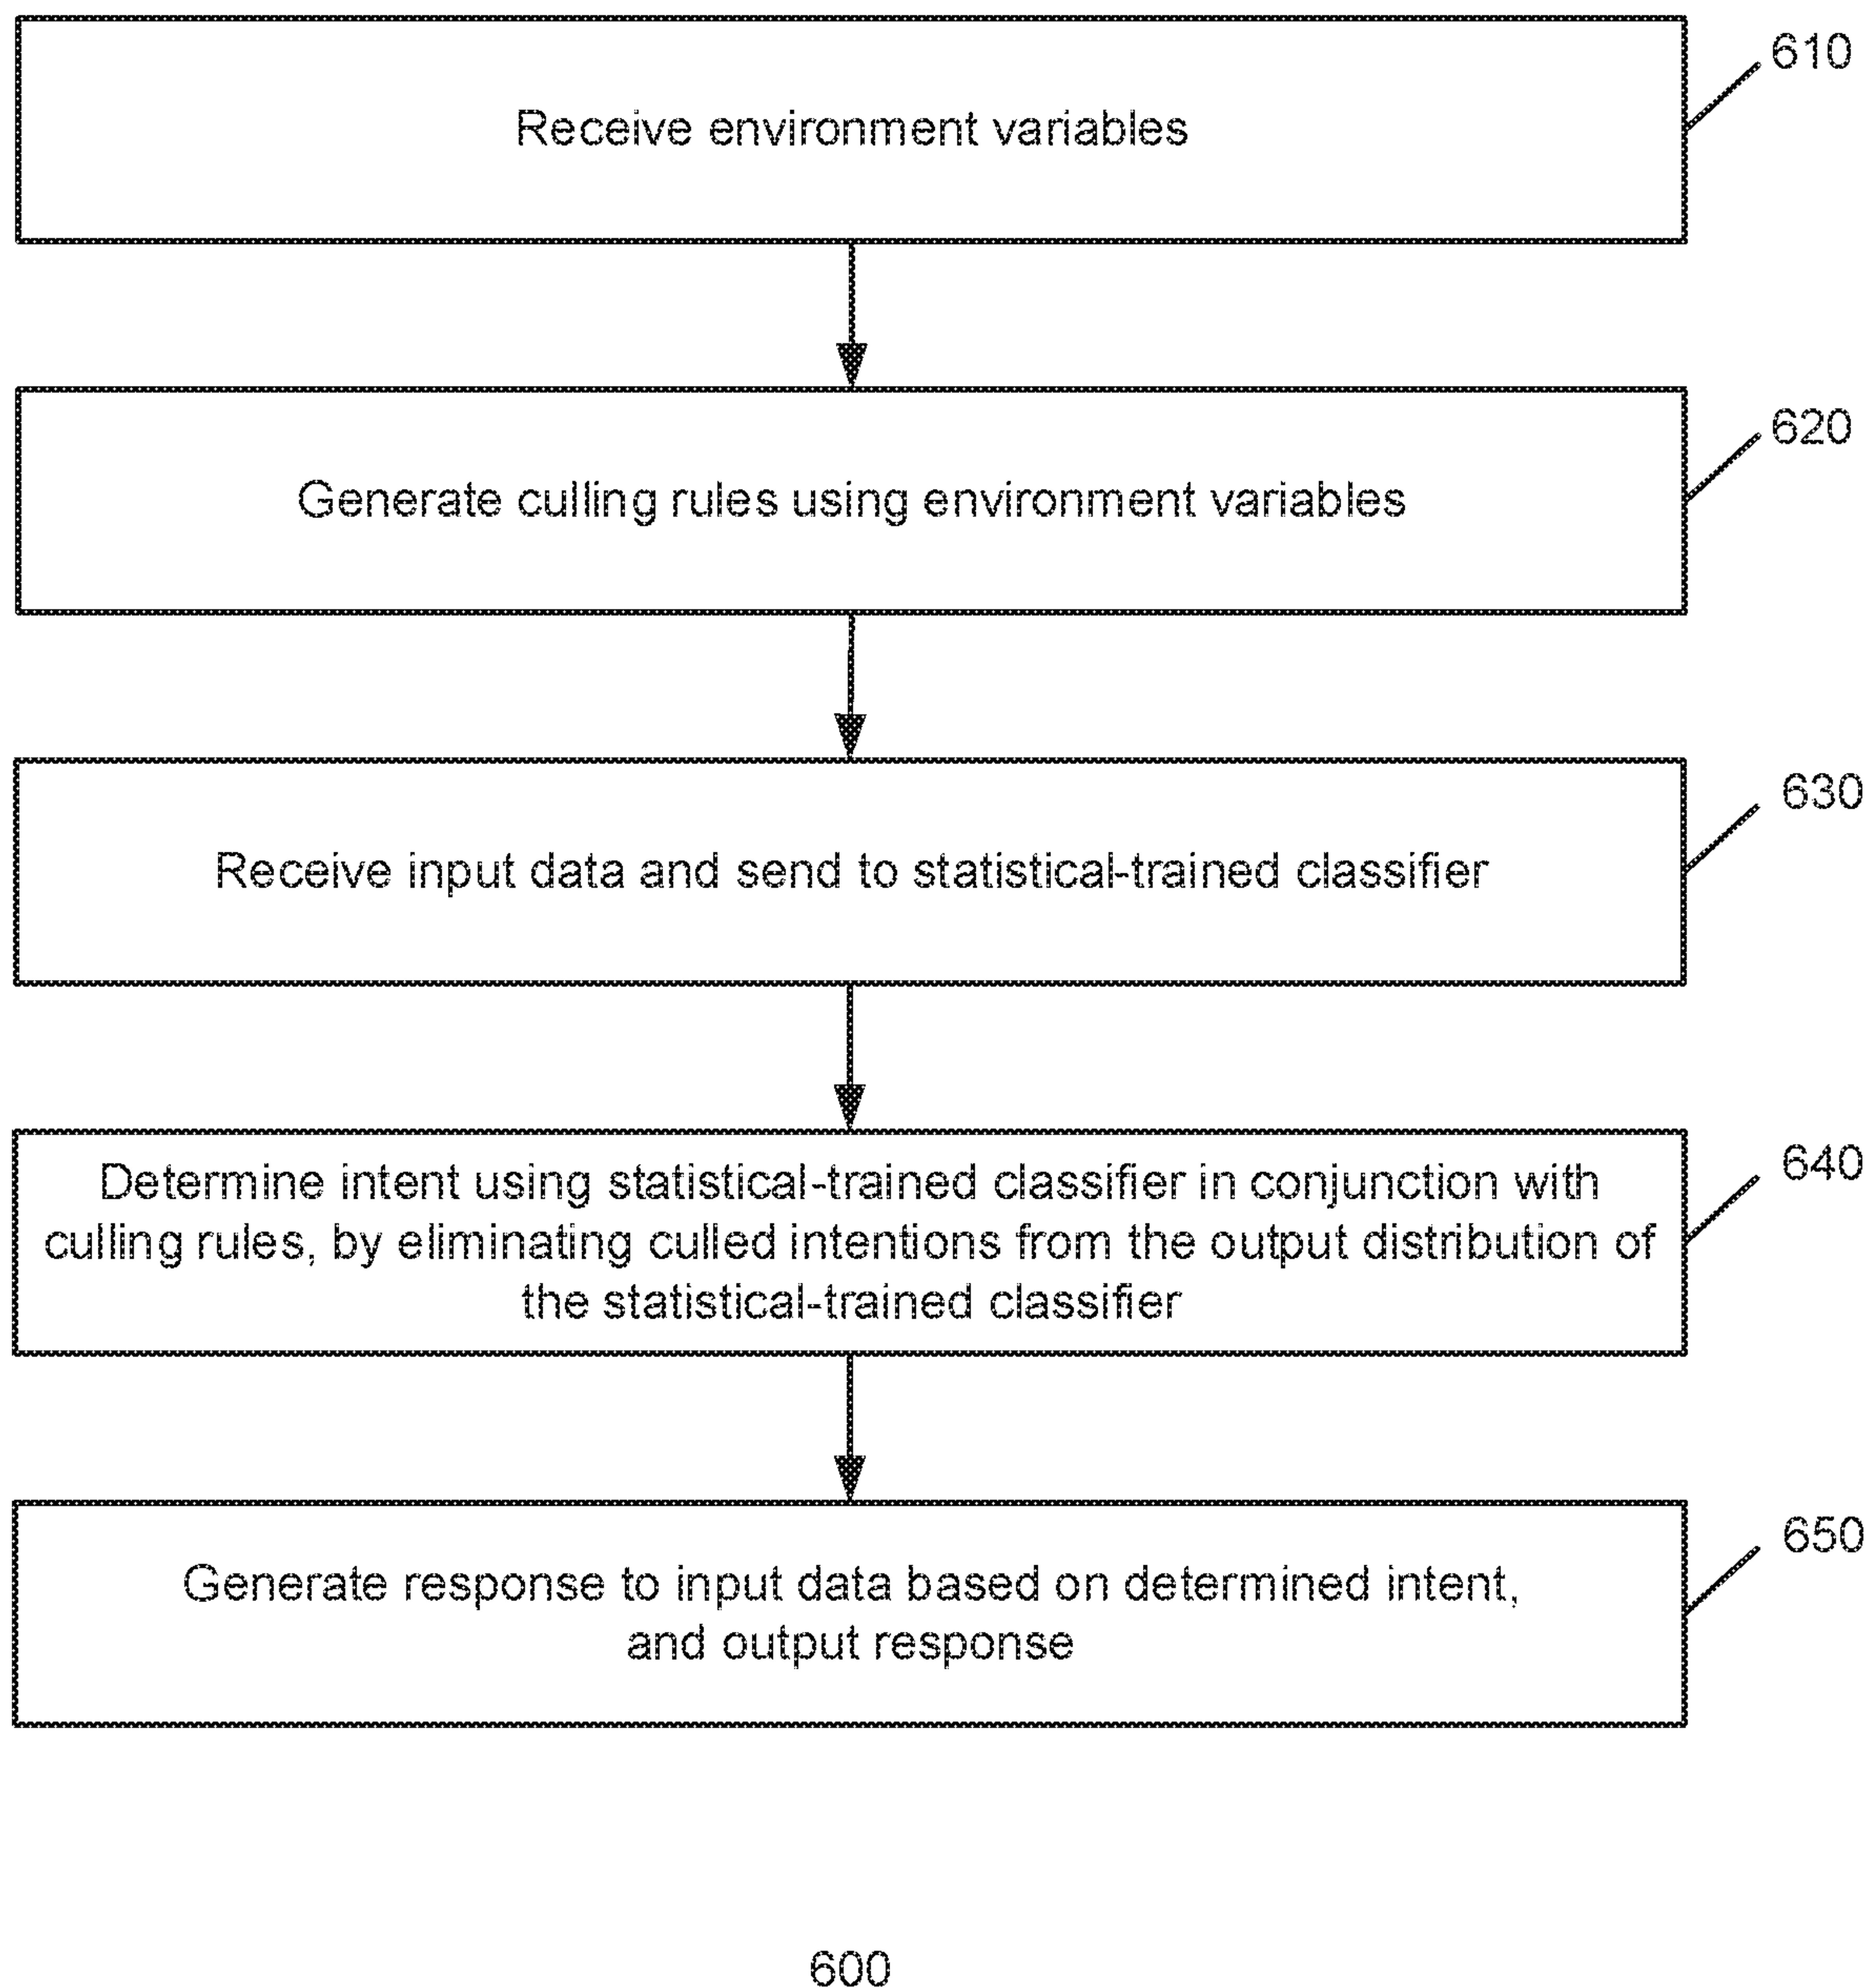 Receive environment variables
610
Generate culling rules using environment variables
620
Receive input data and send to statistical-trained classifier
630
Determine intent using statistical-trained classifier in conjunction with
culling rules, by eliminating culled intentions from the output distribution of
the statistical-trained classifier
640
Generate response to input data based on determined intent,
and output response
650
600